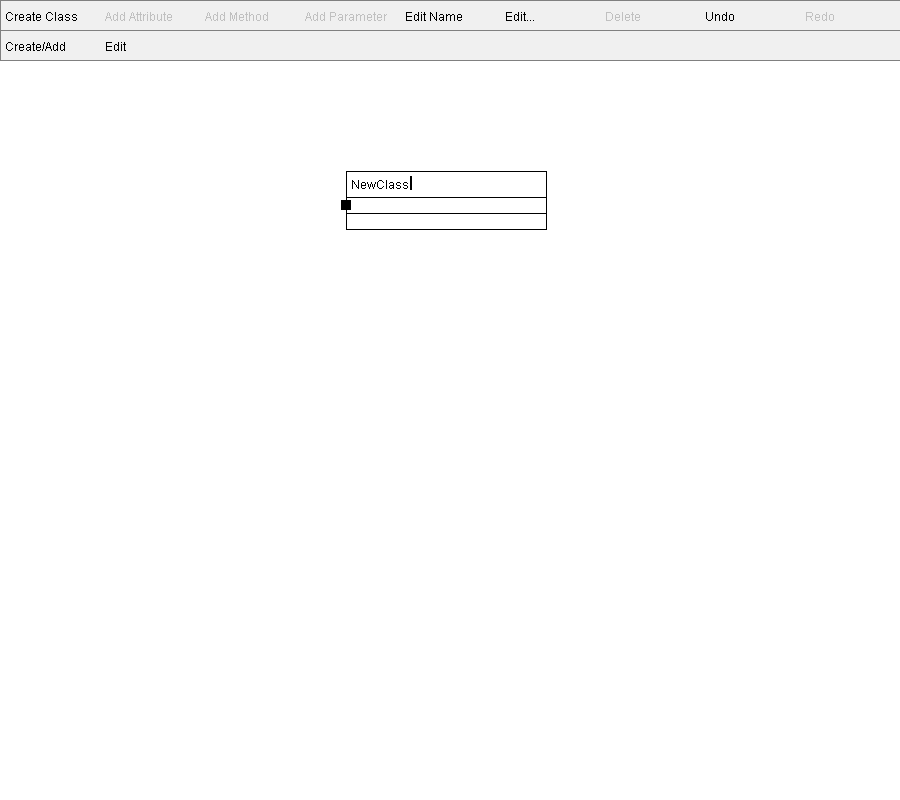 Create Class Add Attribute Add Method Add Parameter Edit Name Edit... Delete Undo Redo
Create/Add Edit
NewClass